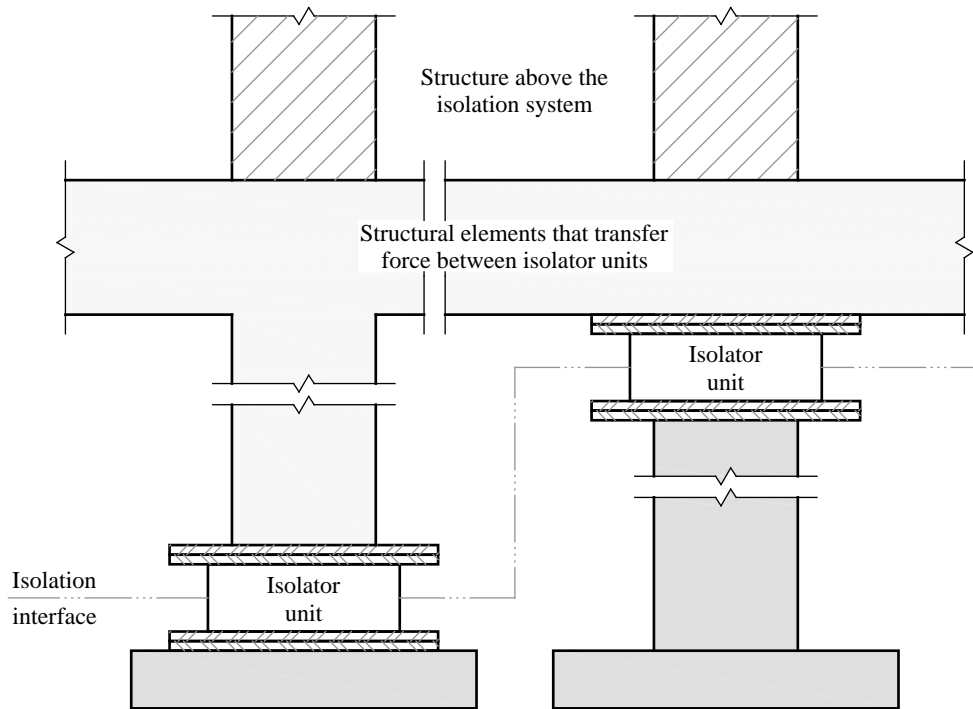 Structure above the
isolation system
Structural elements that transfer
force between isolator units
Isolator
unit
Isolation
interface
Isolator
unit